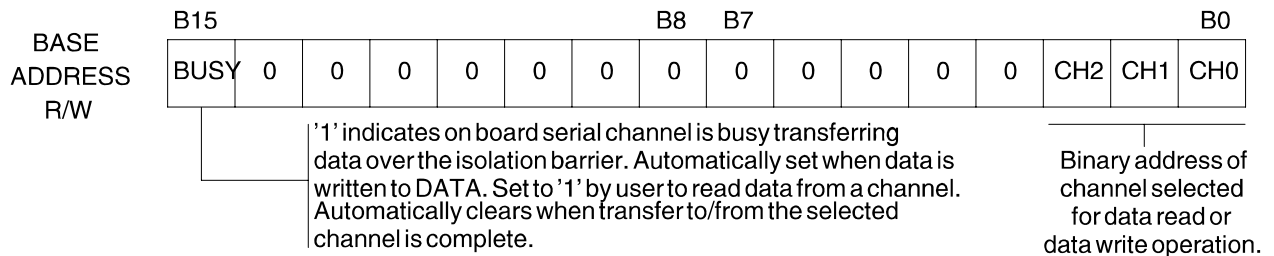 B15 B8 B7 B0
BASE
ADDRESS
R/W
BUSY 0 0 0 0 0 0 0 0 0 0 0 0 CH2 CH1 CH0
'1' indicates on board serial channel is busy transferring
data over the isolation barrier. Automatically set when data is
written to DATA. Set to '1' by user to read data from a channel.
Automatically clears when transfer to/from the selected
channel is complete.
Binary address of
channel selected
for data read or
data write operation.